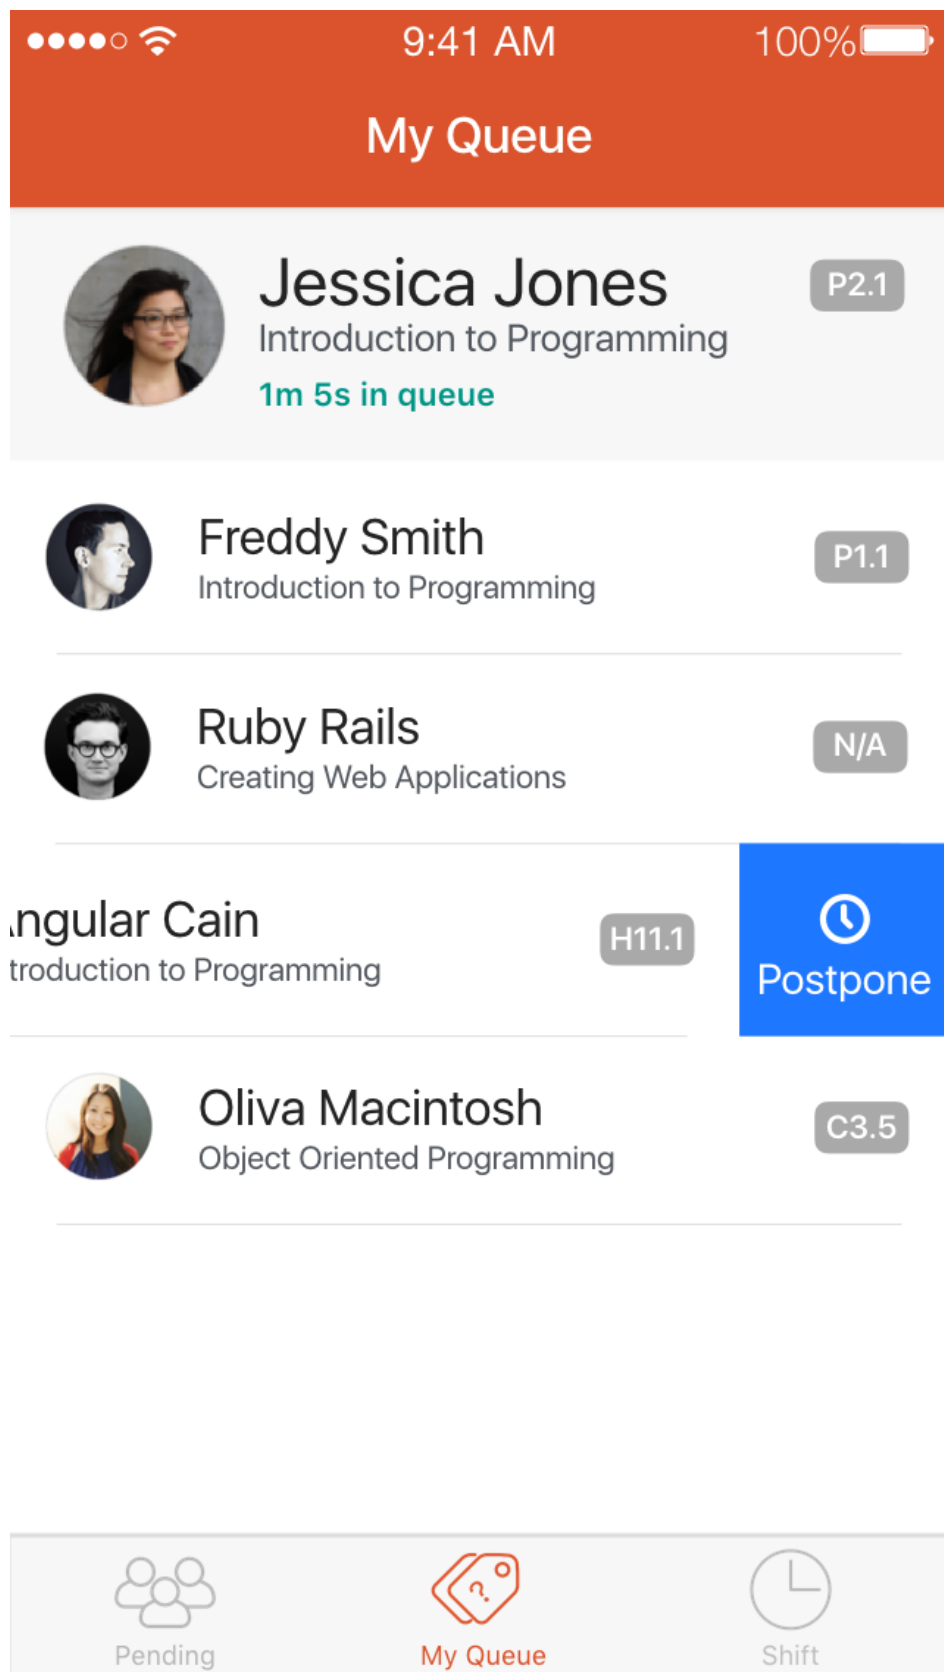 9:41 AM
100%
My Queue
Jessica Jones
P2.1
Introduction to Programming
1m 5s in queue
Freddy Smith
P1.1
Introduction to Programming
Ruby Rails
N/A
Creating Web Applications
ngular Cain
H11.1
troduction to Programming
Postpone
Oliva Macintosh
C3.5
Object Oriented Programming
?
Pending
My Queue
Shift